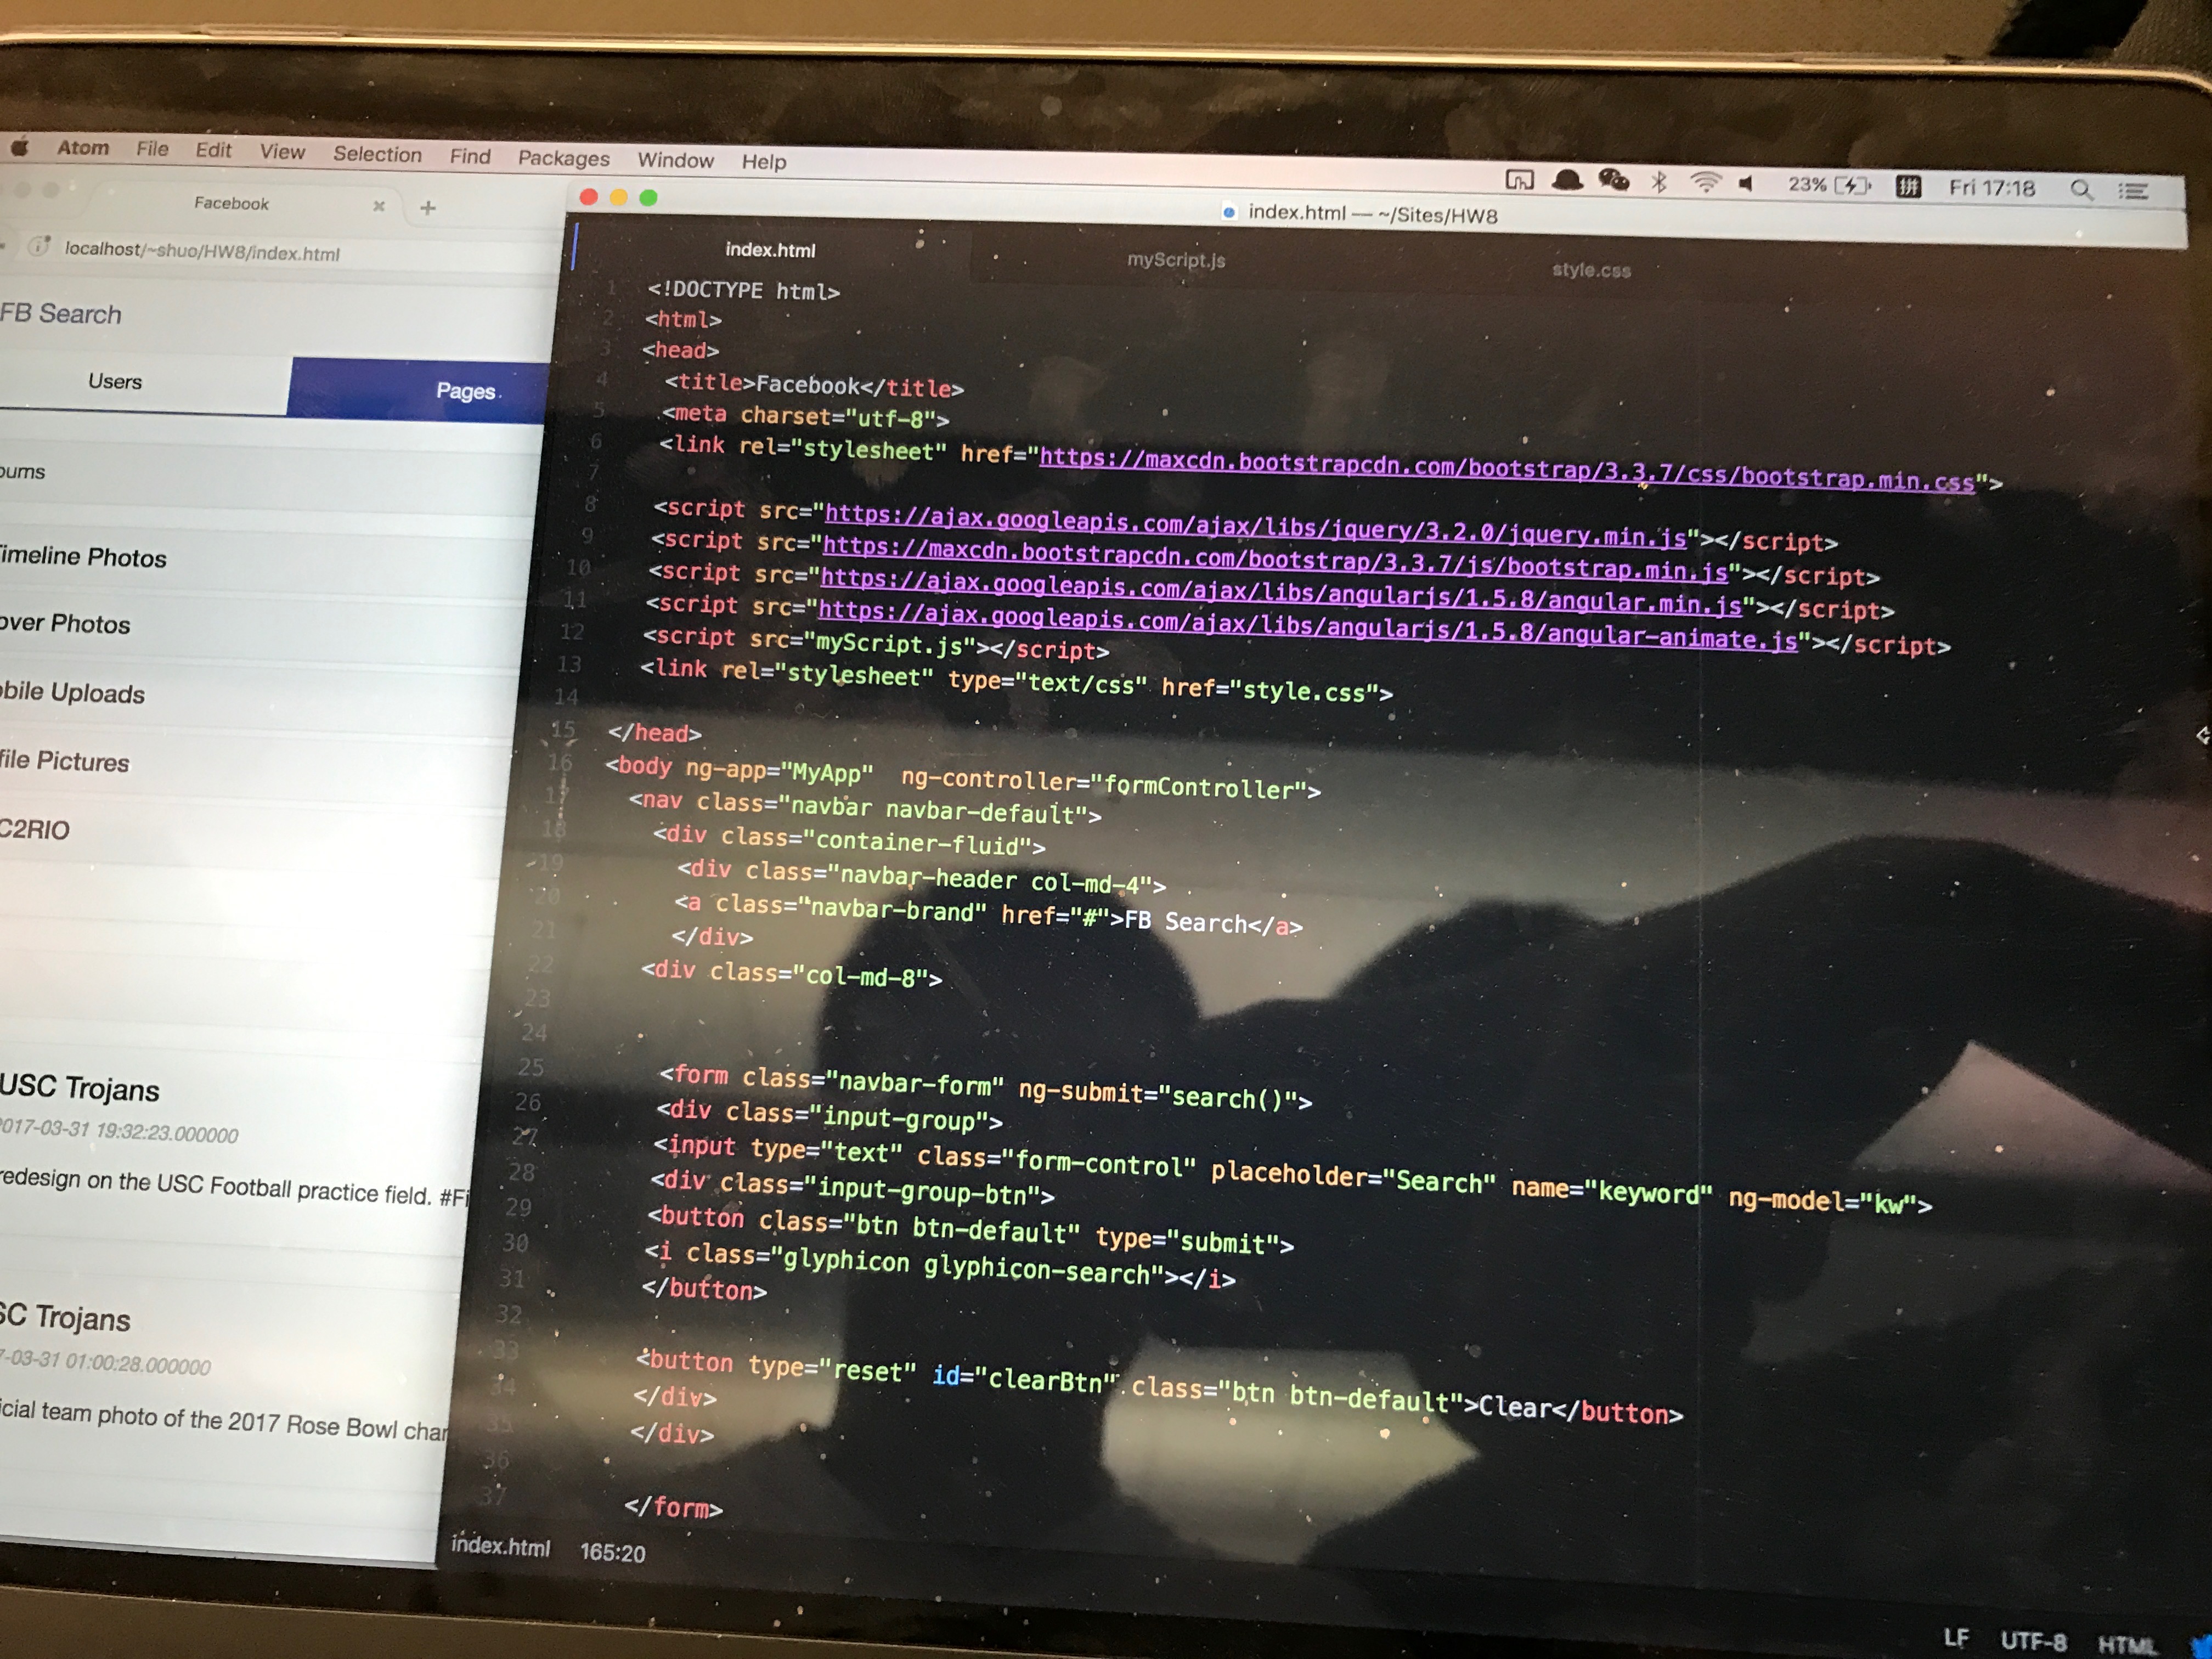 Atom File Edit View Selection Find Packages Window Help
23% 拼 Fri 17:18
Facebook × +
localhost/~shuo/HW8/index.html
FB Search
Users Pages
Timeline Photos
over Photos
bile Uploads
file Pictures
C2RIO
USC Trojans
2017-03-31 19:32:23.000000
redesign on the USC Football practice field. #Fi
SC Trojans
7-03-31 01:00:28.000000
icial team photo of the 2017 Rose Bowl char
index.html — ~/Sites/HW8
index.html myScript.js style.css
1 <!DOCTYPE html>
2 <html>
3 <head>
4 <title>Facebook</title>
5 <meta charset="utf-8">
6 <link rel="stylesheet" href="https://maxcdn.bootstrapcdn.com/bootstrap/3.3.7/css/bootstrap.min.css">
7
8 <script src="https://ajax.googleapis.com/ajax/libs/jquery/3.2.0/jquery.min.js"></script>
9 <script src="https://maxcdn.bootstrapcdn.com/bootstrap/3.3.7/js/bootstrap.min.js"></script>
10 <script src="https://ajax.googleapis.com/ajax/libs/angularjs/1.5.8/angular.min.js"></script>
11 <script src="https://ajax.googleapis.com/ajax/libs/angularjs/1.5.8/angular-animate.js"></script>
12 <script src="myScript.js"></script>
13 <link rel="stylesheet" type="text/css" href="style.css">
14
15 </head>
16 <body ng-app="MyApp" ng-controller="formController">
17 <nav class="navbar navbar-default">
18 <div class="container-fluid">
19 <div class="navbar-header col-md-4">
20 <a class="navbar-brand" href="#">FB Search</a>
21 </div>
22 <div class="col-md-8">
23
24
25 <form class="navbar-form" ng-submit="search()">
26 <div class="input-group">
27 <input type="text" class="form-control" placeholder="Search" name="keyword" ng-model="kw">
28 <div class="input-group-btn">
29 <button class="btn btn-default" type="submit">
30 <i class="glyphicon glyphicon-search"></i>
31 </button>
32
33 <button type="reset" id="clearBtn" class="btn btn-default">Clear</button>
34 </div>
35 </div>
36
37 </form>
index.html 165:20
LF UTF-8 HTML